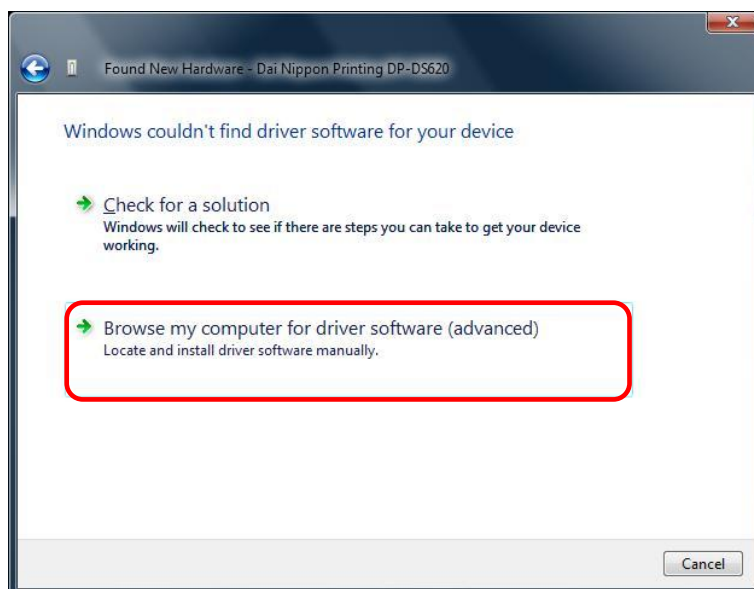 Found New Hardware - Dai Nippon Printing DP-DS620
Windows couldn't find driver software for your device
Check for a solution
Windows will check to see if there are steps you can take to get your device
working.
Browse my computer for driver software (advanced)
Locate and install driver software manually.
Cancel